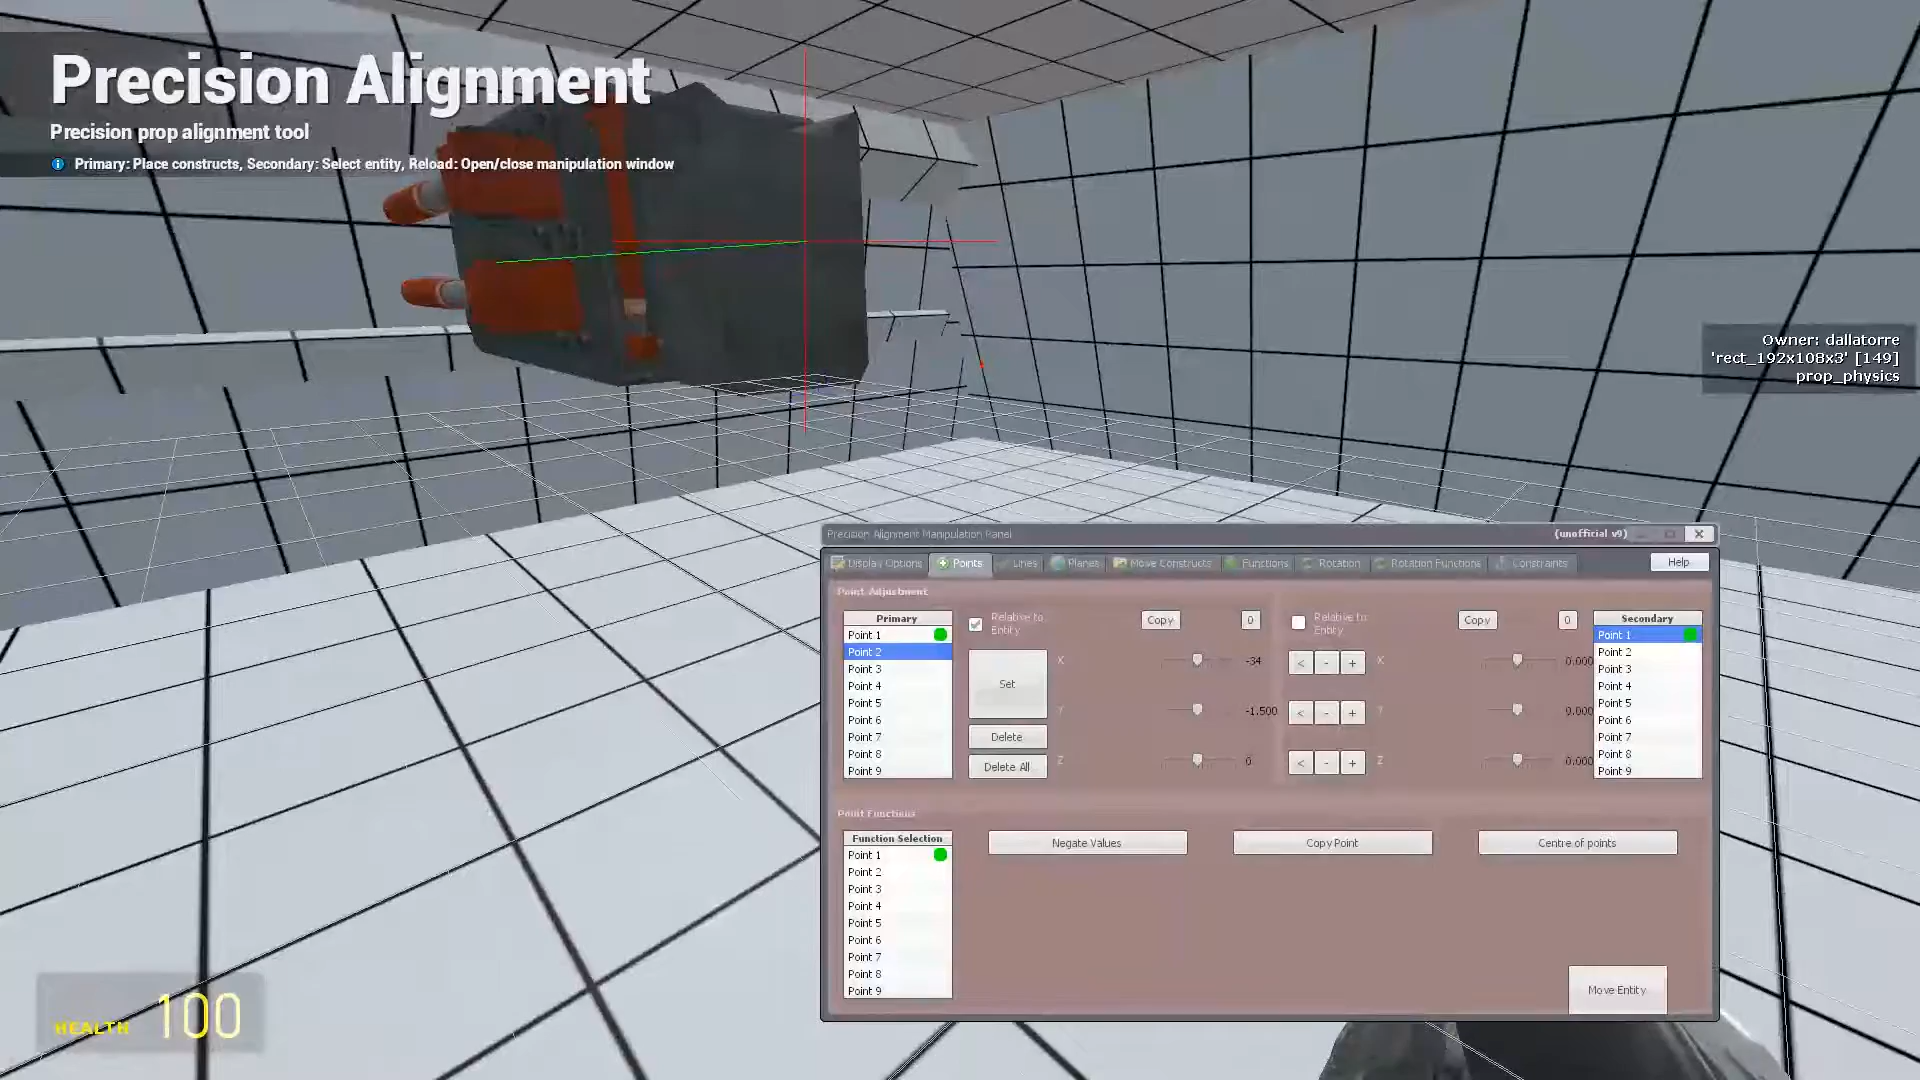 Precision Alignment
Precision prop alignment tool
Primary: Place constructs, Secondary: Select entity, Reload: Open/close manipulation window
Owner: dallatorre
'rect_192x108x3' [149]
prop_physics
Precision Alignment Manipulation Panel
(unofficial v9)
Display Options
Points
Lines
Planes
Move Constructs
Functions
Rotation
Rotation Functions
Constraints
Help
Point Adjustment
Primary
Point 1
Point 2
Point 3
Point 4
Point 5
Point 6
Point 7
Point 8
Point 9
Relative to
Entity
Copy
0
Set
Delete
Delete All
X
-34
Y
-1.500
Z
0
Relative to
Entity
Copy
0
< - + X 0.000
< - + Y 0.000
< - + Z 0.000
Secondary
Point 1
Point 2
Point 3
Point 4
Point 5
Point 6
Point 7
Point 8
Point 9
Point Functions
Function Selection
Point 1
Point 2
Point 3
Point 4
Point 5
Point 6
Point 7
Point 8
Point 9
Negate Values
Copy Point
Centre of points
Move Entity
HEALTH 100